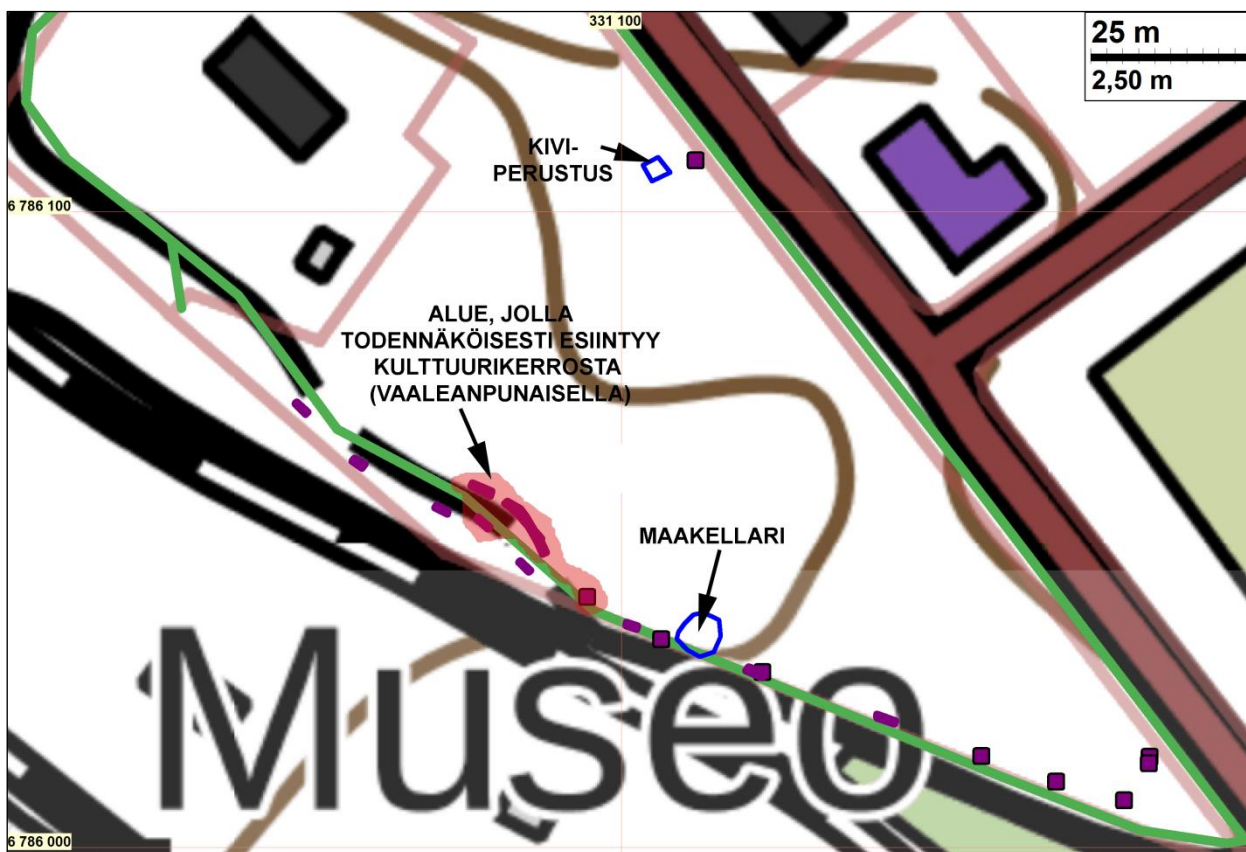 331 100
25 m
2,50 m
KIVI-
PERUSTUS
6 786 100
ALUE, JOLLA
TODENNÄKÖISESTI ESIINTYY
KULTTUURIKERROSTA
(VAALEANPUNAISELLA)
MAAKELLARI
Museo
6 786 000